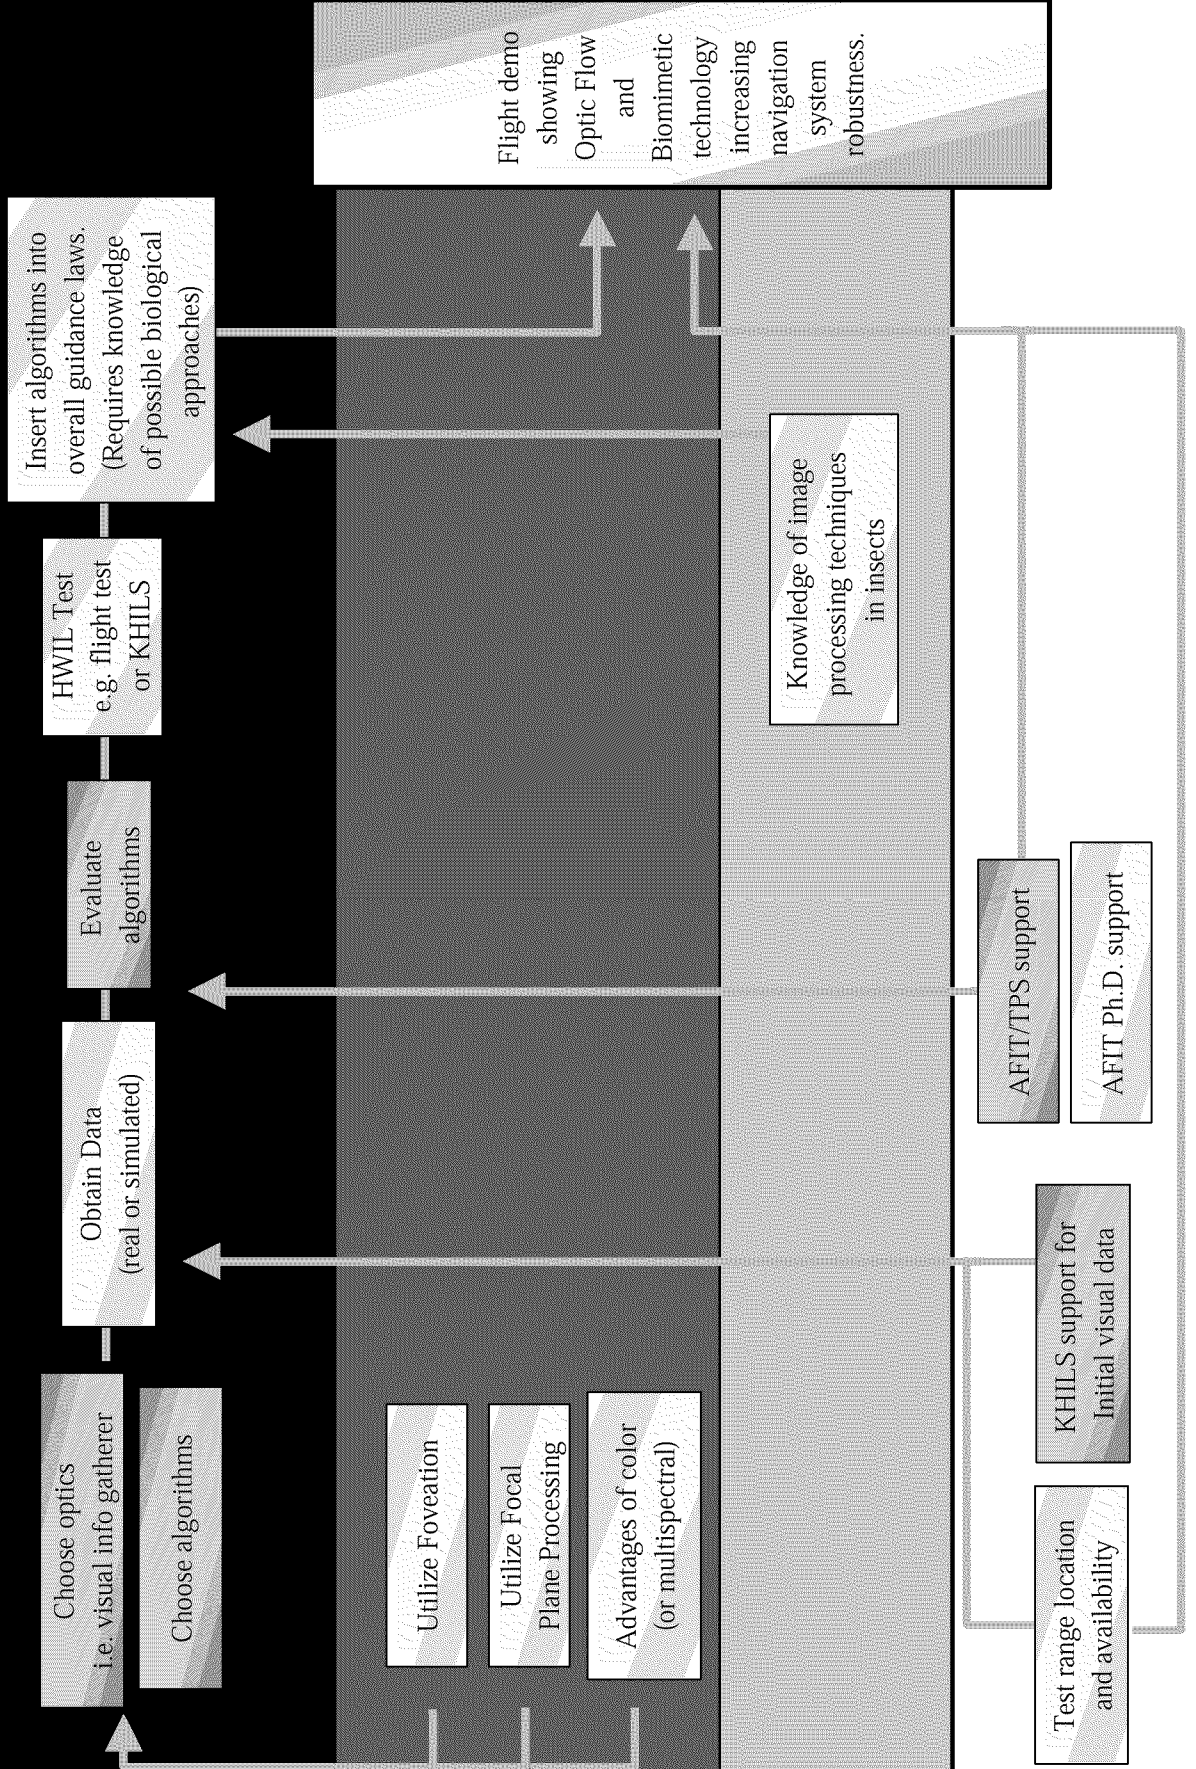 Choose optics
i.e. visual info gatherer
Choose algorithms
Obtain Data
(real or simulated)
Evaluate
algorithms
HWIL Test
e.g. flight test
or KHILS
Insert algorithms into
overall guidance laws.
(Requires knowledge
of possible biological
approaches)
Utilize Foveation
Utilize Focal
Plane Processing
Advantages of color
(or multispectral)
Knowledge of image
processing techniques
in insects
Flight demo
showing
Optic Flow
and
Biomimetic
technology
increasing
navigation
system
robustness.
Test range location
and availability
KHILS support for
Initial visual data
AFIT/TPS support
AFIT Ph.D. support